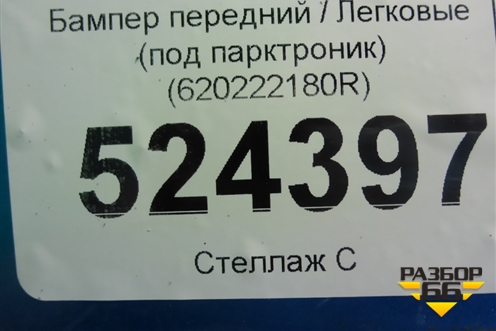 Бампер передний / Легковые
(под парктроник)
(620222180R)
524397
Стеллаж С
РАЗБОР
66